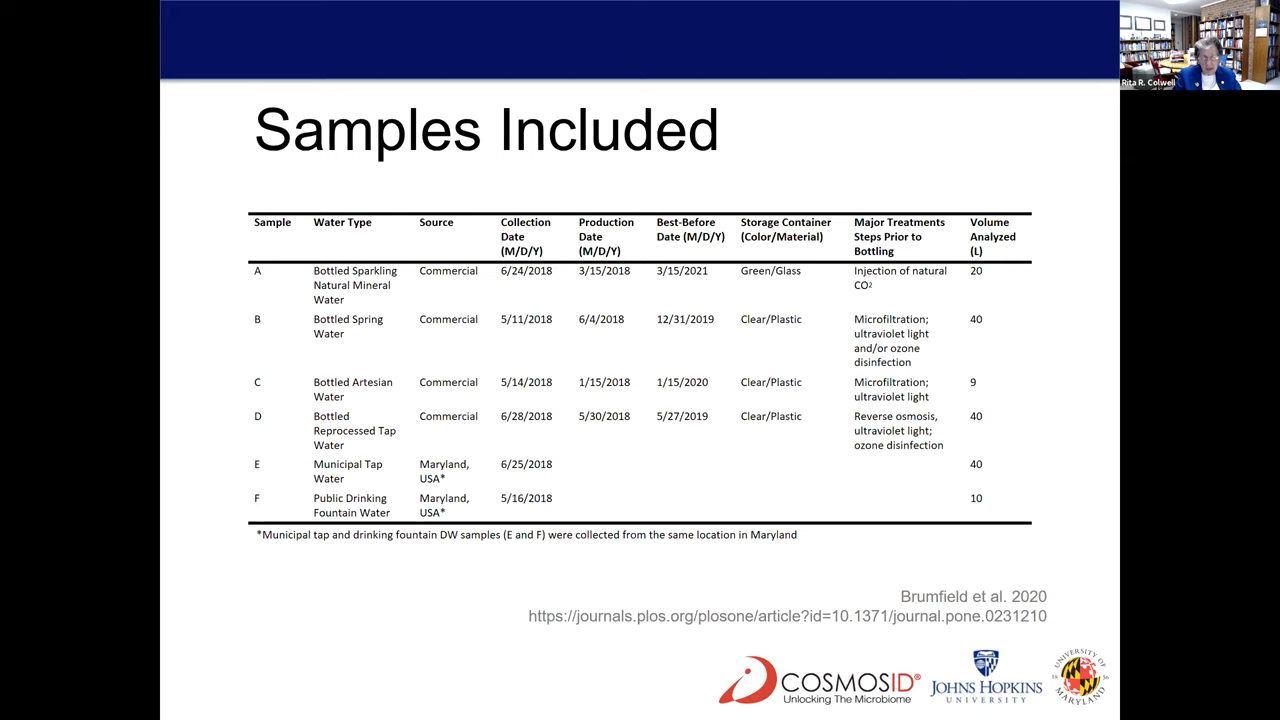 Rita R. Colwell
Samples Included
Sample Water Type Source Collection Date (M/D/Y) Production Date (M/D/Y) Best-Before Date (M/D/Y) Storage Container (Color/Material) Major Treatments Steps Prior to Bottling Volume Analyzed (L)
A Bottled Sparkling Natural Mineral Water Commercial 6/24/2018 3/15/2018 3/15/2021 Green/Glass Injection of natural CO2 20
B Bottled Spring Water Commercial 5/11/2018 6/4/2018 12/31/2019 Clear/Plastic Microfiltration; ultraviolet light and/or ozone disinfection 40
C Bottled Artesian Water Commercial 5/14/2018 1/15/2018 1/15/2020 Clear/Plastic Microfiltration; ultraviolet light 9
D Bottled Reprocessed Tap Water Commercial 6/28/2018 5/30/2018 5/27/2019 Clear/Plastic Reverse osmosis, ultraviolet light; ozone disinfection 40
E Municipal Tap Water Maryland, USA* 6/25/2018 40
F Public Drinking Fountain Water Maryland, USA* 5/16/2018 10
*Municipal tap and drinking fountain DW samples (E and F) were collected from the same location in Maryland
Brumfield et al. 2020
https://journals.plos.org/plosone/article?id=10.1371/journal.pone.0231210
COSMOSID®
Unlocking The Microbiome
JOHNS HOPKINS
UNIVERSITY
UNIVERSITY OF
18 56
MARYLAND